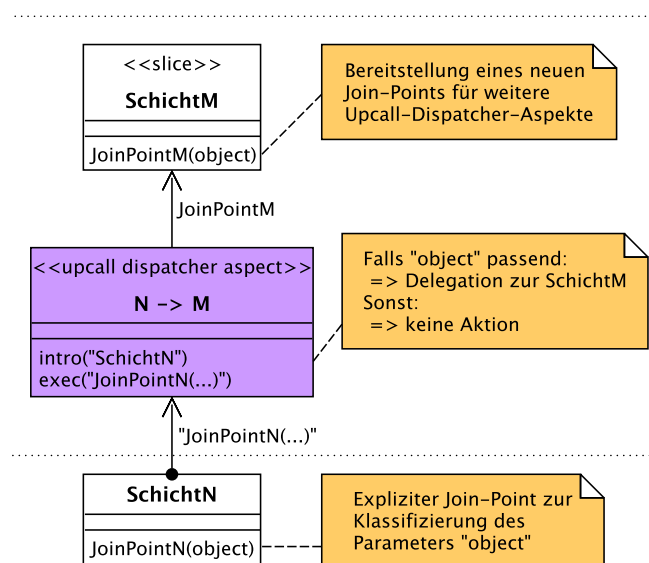 <<slice>>
SchichtM
JoinPointM(object)
Bereitstellung eines neuen
Join-Points für weitere
Upcall-Dispatcher-Aspekte
JoinPointM
<<upcall dispatcher aspect>>
N -> M
intro("SchichtN")
exec("JoinPointN(...)")
Falls "object" passend:
=> Delegation zur SchichtM
Sonst:
=> keine Aktion
"JoinPointN(...)"
SchichtN
JoinPointN(object)
Expliziter Join-Point zur
Klassifizierung des
Parameters "object"